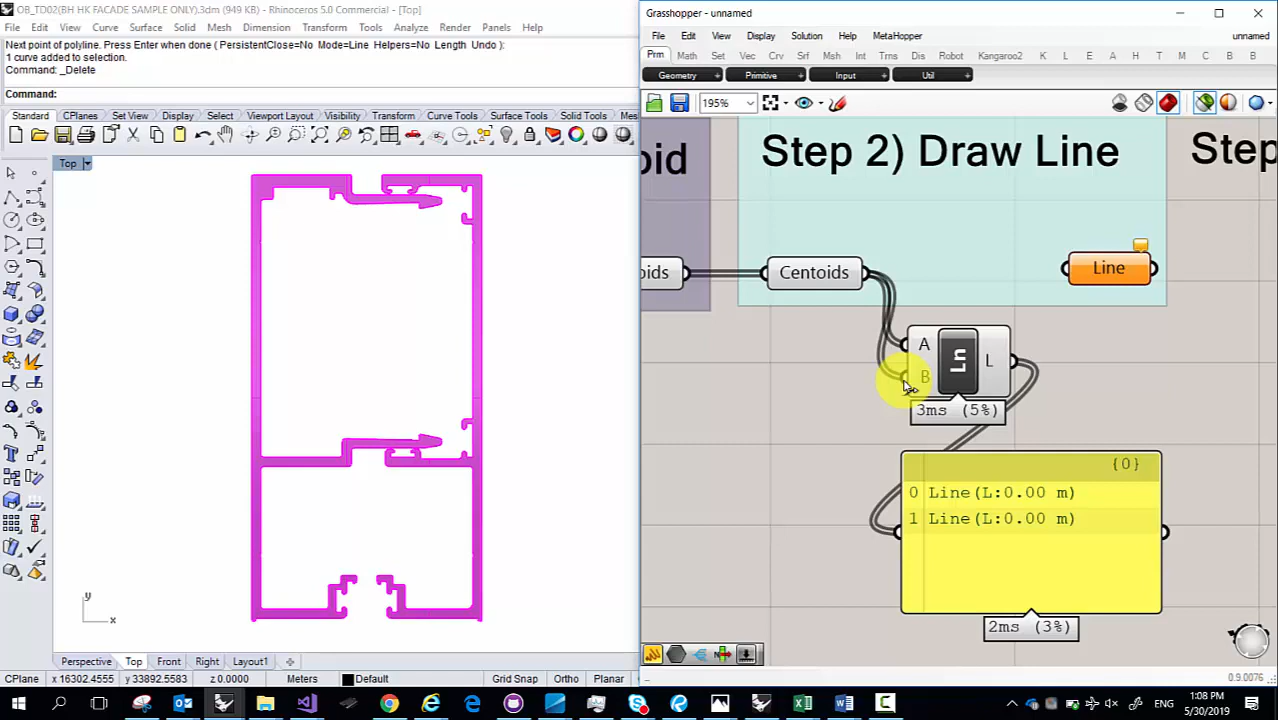 OB_TD02(BH HK FACADE SAMPLE ONLY).3dm (949 KB) - Rhinoceros 5.0 Commercial - [Top]
File Edit View Curve Surface Solid Mesh Dimension Transform Tools Analyze Render Panels
Next point of polyline. Press Enter when done ( PersistentClose=No Mode=Line Helpers=No Length Undo ):
1 curve added to selection.
Command: _Delete
Command:
Standard CPlanes Set View Display Select Viewport Layout Visibility Transform Curve Tools Surface Tools Solid Tools Mes
Top
y
x
Perspective Top Front Right Layout1
CPlane x 16302.4555 y 33892.5583 z 0.0000 Meters Default Grid Snap Ortho Planar
Grasshopper - unnamed
File Edit View Display Solution Help MetaHopper unnamed
Prm Math Set Vec Crv Srf Msh Int Trns Dis Robot Kangaroo2 K L E A H T M C B B
Geometry Primitive Input Util
195%
oid
Step 2) Draw Line
Step
oids
Centoids
Line
A
B
Ln
L
3ms (5%)
{0}
0 Line(L:0.00 m)
1 Line(L:0.00 m)
2ms (3%)
0.9.0076
ENG
1:08 PM
5/30/2019